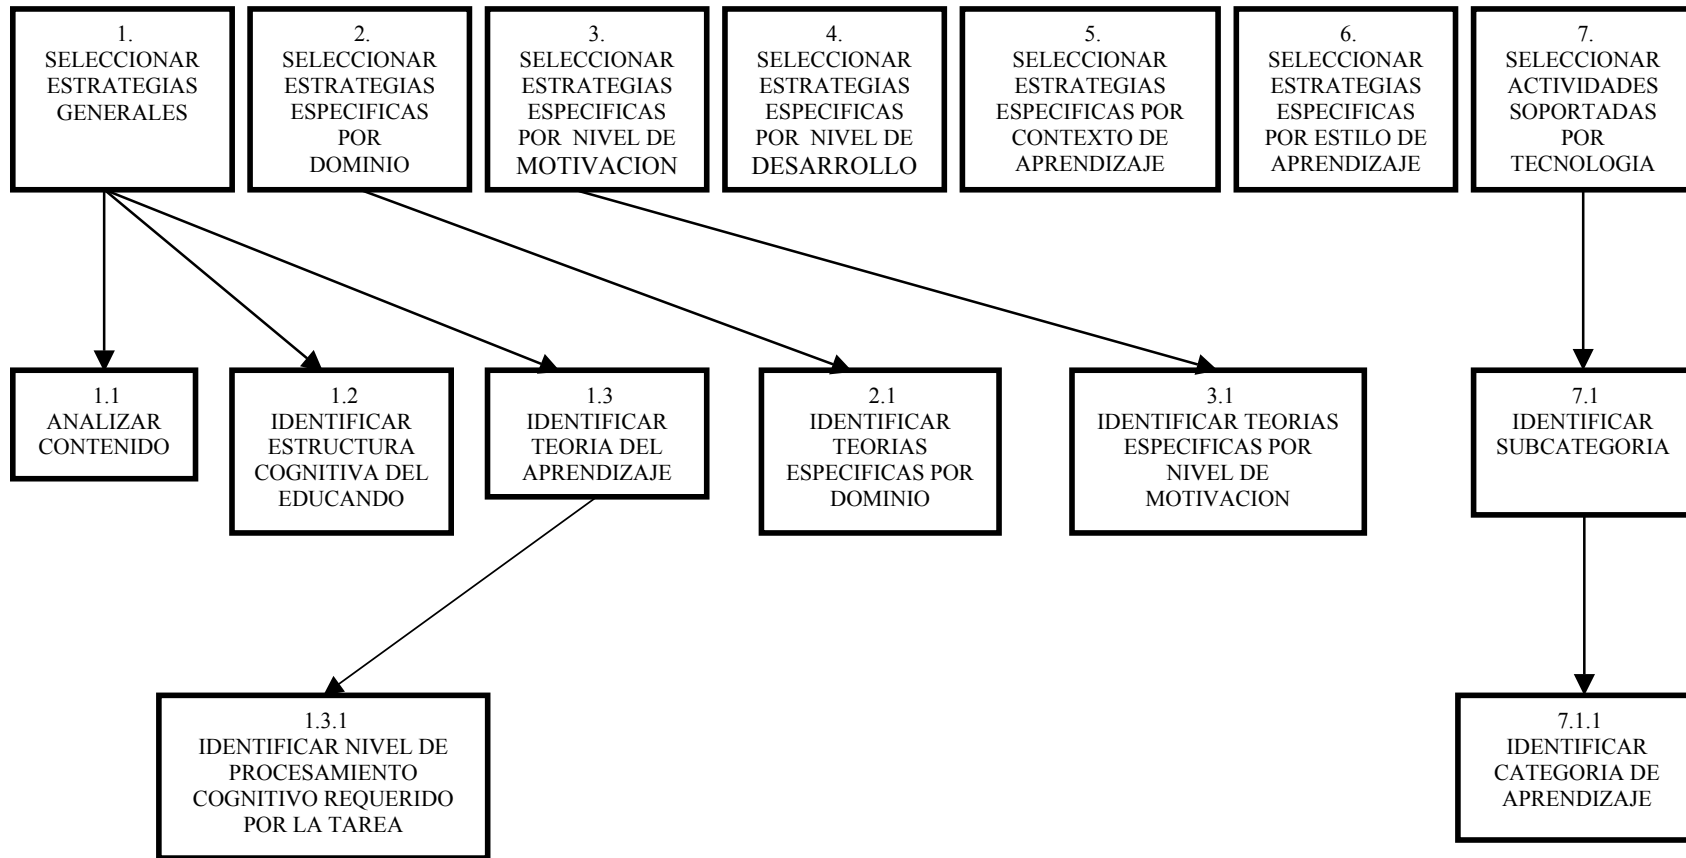 1.
SELECCIONAR
ESTRATEGIAS
GENERALES
2.
SELECCIONAR
ESTRATEGIAS
ESPECIFICAS
POR
DOMINIO
3.
SELECCIONAR
ESTRATEGIAS
ESPECIFICAS
POR NIVEL DE
MOTIVACION
4.
SELECCIONAR
ESTRATEGIAS
ESPECIFICAS
POR NIVEL DE
DESARROLLO
5.
SELECCIONAR
ESTRATEGIAS
ESPECIFICAS POR
CONTEXTO DE
APRENDIZAJE
6.
SELECCIONAR
ESTRATEGIAS
ESPECIFICAS
POR ESTILO DE
APRENDIZAJE
7.
SELECCIONAR
ACTIVIDADES
SOPORTADAS
POR
TECNOLOGIA
1.1
ANALIZAR
CONTENIDO
1.2
IDENTIFICAR
ESTRUCTURA
COGNITIVA DEL
EDUCANDO
1.3
IDENTIFICAR
TEORIA DEL
APRENDIZAJE
2.1
IDENTIFICAR
TEORIAS
ESPECIFICAS POR
DOMINIO
3.1
IDENTIFICAR TEORIAS
ESPECIFICAS POR
NIVEL DE
MOTIVACION
7.1
IDENTIFICAR
SUBCATEGORIA
1.3.1
IDENTIFICAR NIVEL DE
PROCESAMIENTO
COGNITIVO REQUERIDO
POR LA TAREA
7.1.1
IDENTIFICAR
CATEGORIA DE
APRENDIZAJE